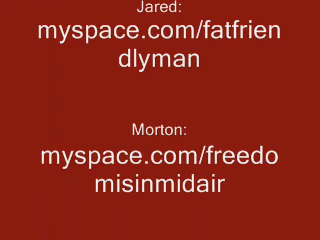 Jared:
myspace.com/fatfrien
dlyman
Morton:
myspace.com/freedo
misinmidair